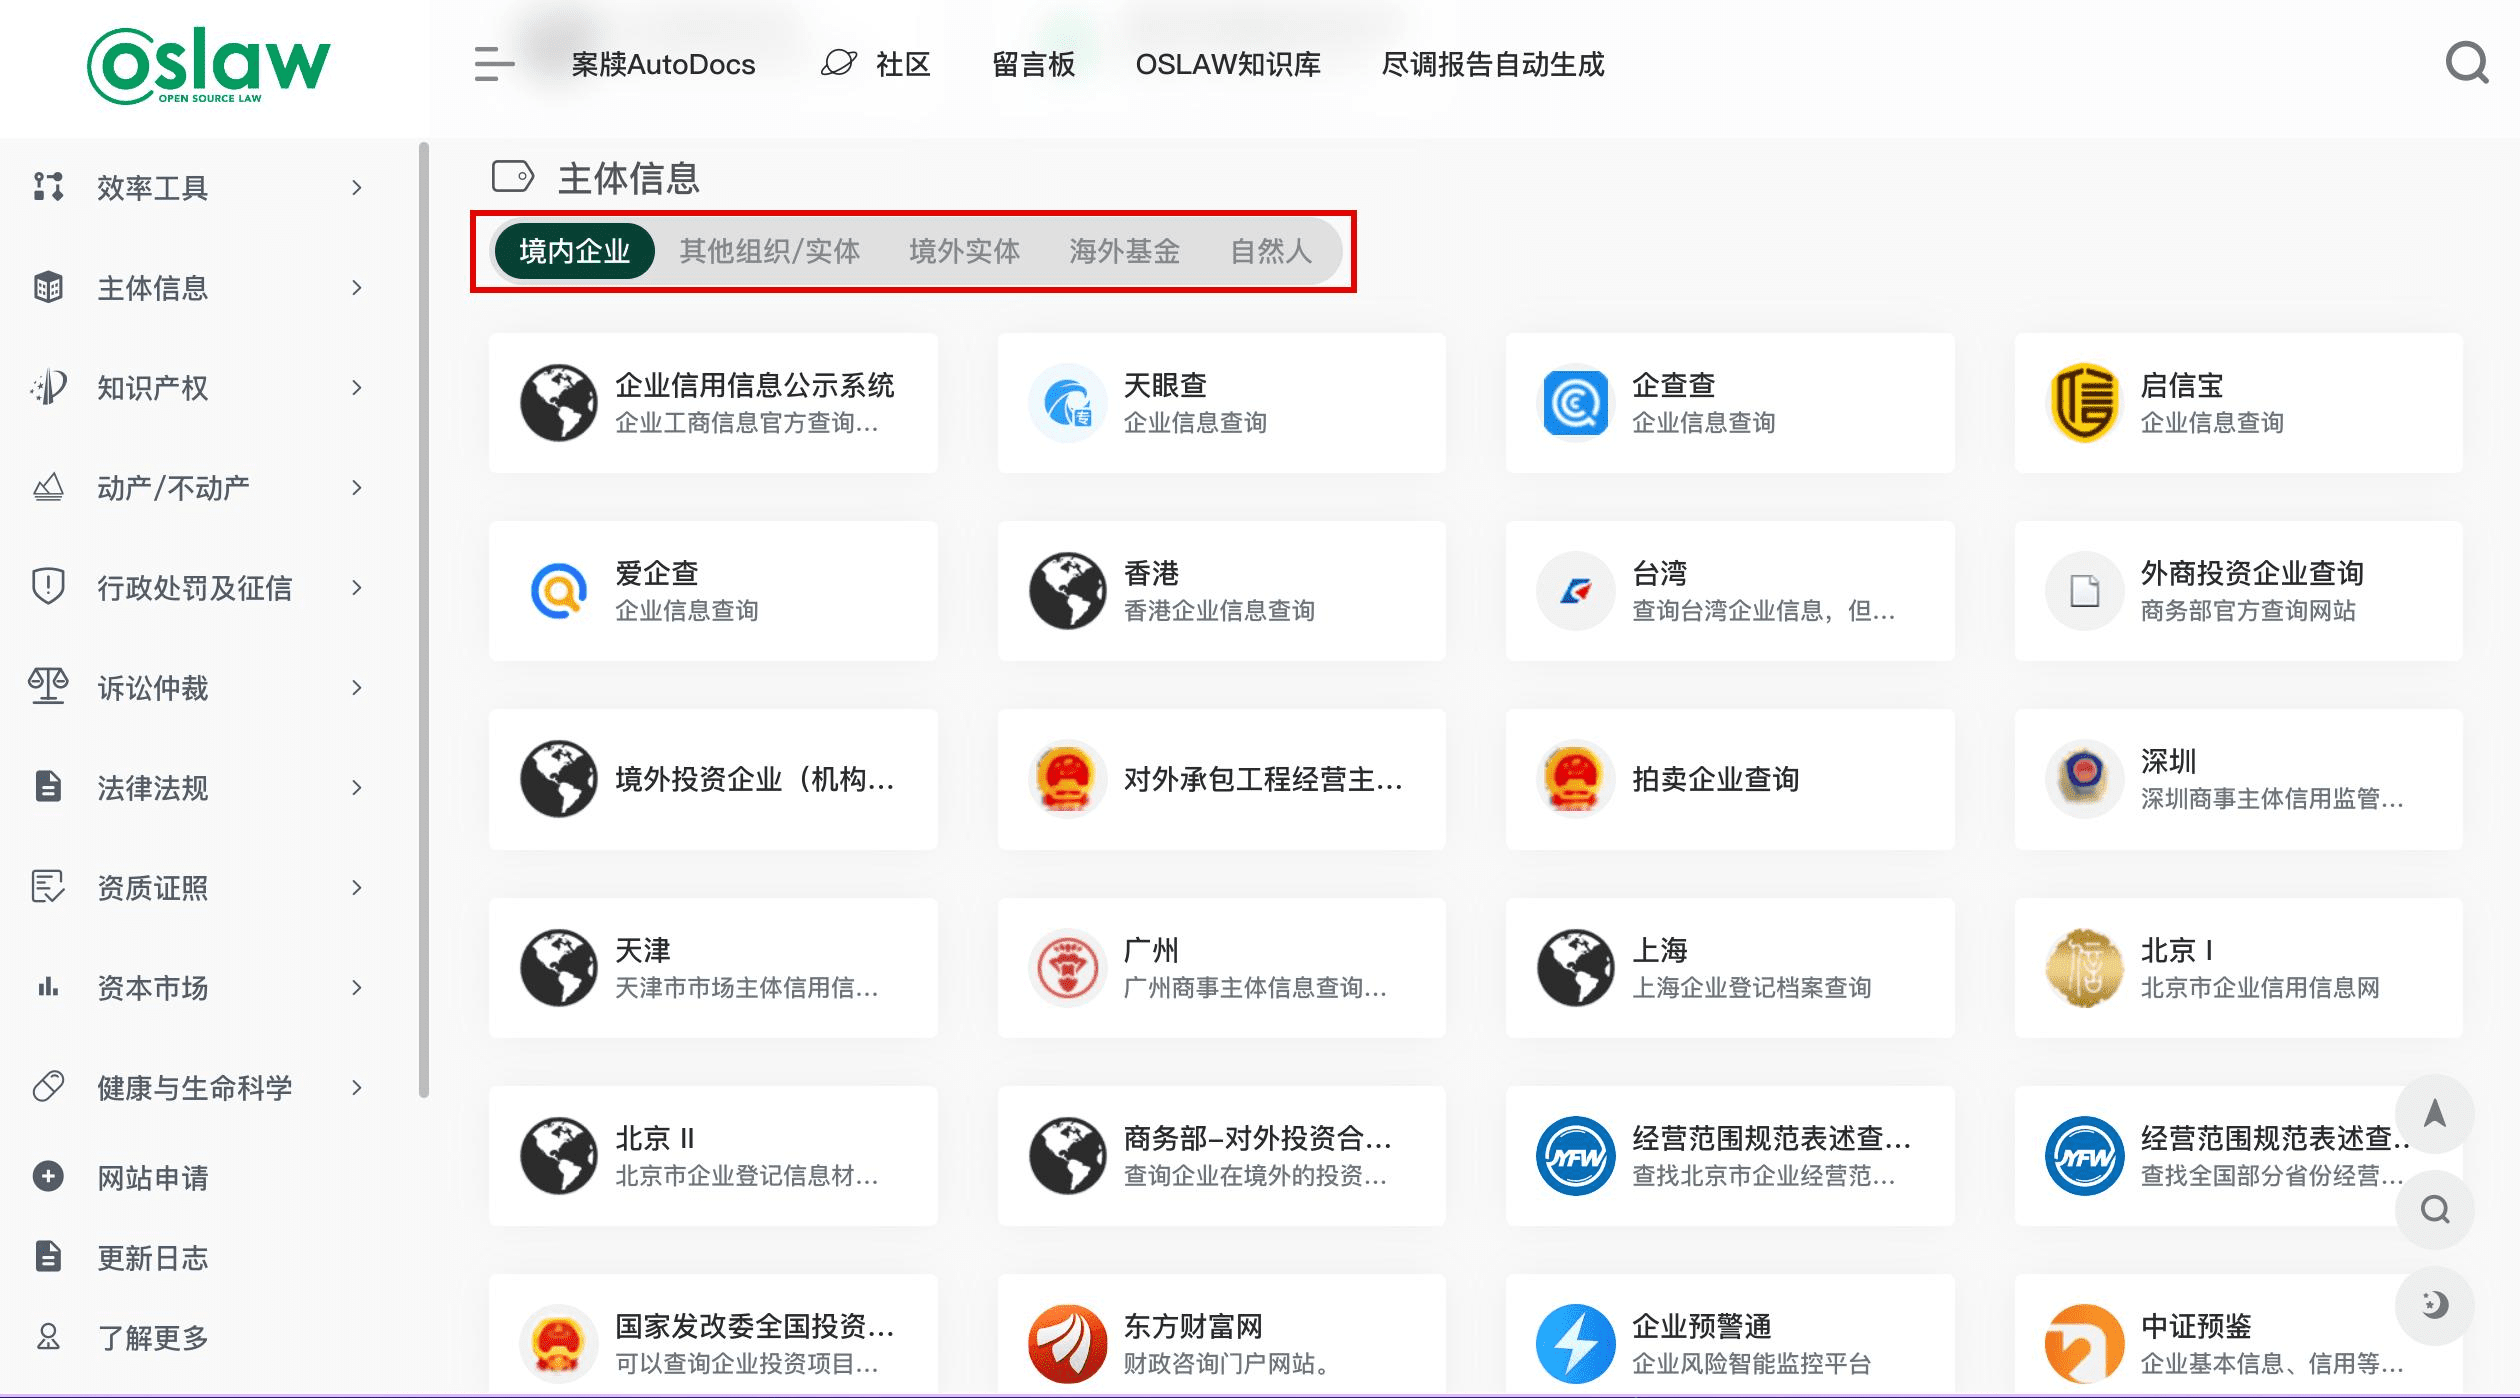 Oslaw
OPEN SOURCE LAW
案牍AutoDocs
社区
留言板
OSLAW知识库
尽调报告自动生成
效率工具
主体信息
知识产权
动产/不动产
行政处罚及征信
诉讼仲裁
法律法规
资质证照
资本市场
健康与生命科学
网站申请
更新日志
了解更多
主体信息
境内企业
其他组织/实体
境外实体
海外基金
自然人
企业信用信息公示系统
企业工商信息官方查询...
天眼查
企业信息查询
企查查
企业信息查询
启信宝
企业信息查询
爱企查
企业信息查询
香港
香港企业信息查询
台湾
查询台湾企业信息，但...
外商投资企业查询
商务部官方查询网站
境外投资企业（机构...
对外承包工程经营主...
拍卖企业查询
深圳
深圳商事主体信用监管...
天津
天津市市场主体信用信...
广州
广州商事主体信息查询...
上海
上海企业登记档案查询
北京 I
北京市企业信用信息网
北京 II
北京市企业登记信息材...
商务部-对外投资合...
查询企业在境外的投资...
JYFW
经营范围规范表述查...
查找北京市企业经营范...
JYFW
经营范围规范表述查...
查找全国部分省份经营...
国家发改委全国投资...
可以查询企业投资项目...
东方财富网
财政咨询门户网站。
企业预警通
企业风险智能监控平台
中证预鉴
企业基本信息、信用等...